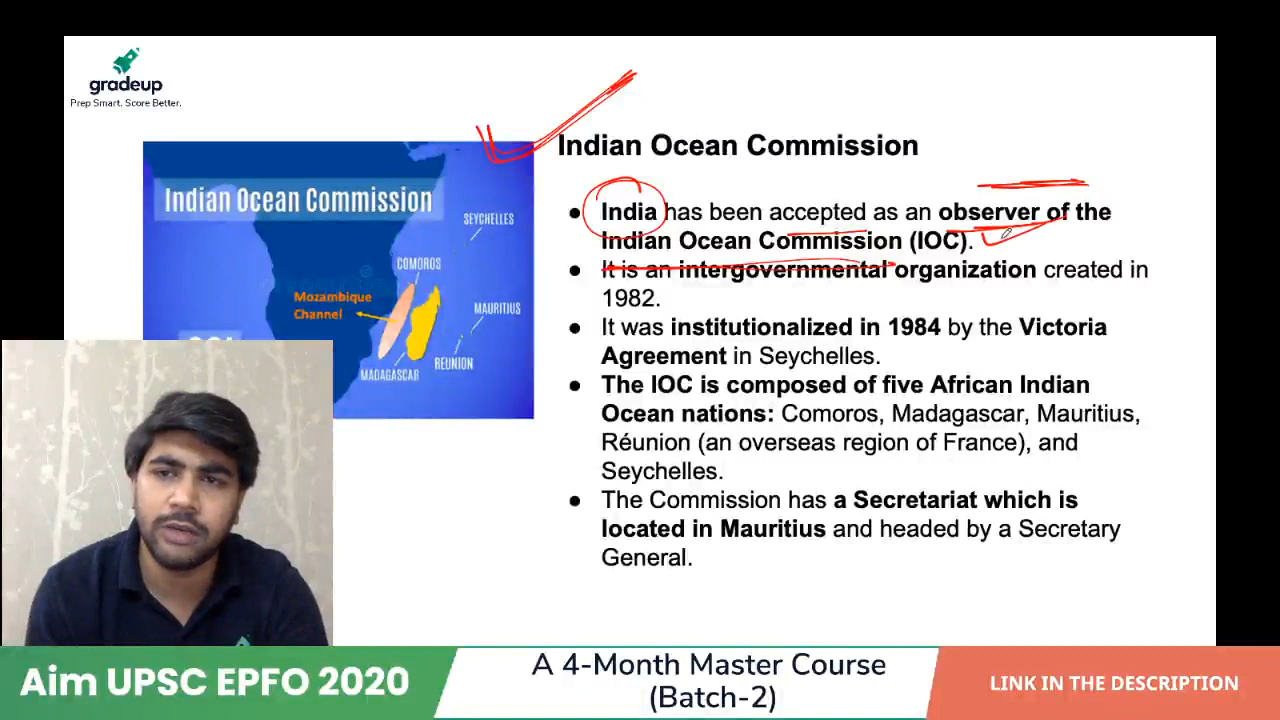 gradeup
Prep Smart. Score Better.
Indian Ocean Commission
SEYCHELLES
COMOROS
Mozambique
Channel
MAURITIUS
REUNION
MADAGASCAR
Indian Ocean Commission
● India has been accepted as an observer of the
Indian Ocean Commission (IOC).
● It is an intergovernmental organization created in
1982.
● It was institutionalized in 1984 by the Victoria
Agreement in Seychelles.
● The IOC is composed of five African Indian
Ocean nations: Comoros, Madagascar, Mauritius,
Réunion (an overseas region of France), and
Seychelles.
● The Commission has a Secretariat which is
located in Mauritius and headed by a Secretary
General.
Aim UPSC EPFO 2020
A 4-Month Master Course
(Batch-2)
LINK IN THE DESCRIPTION